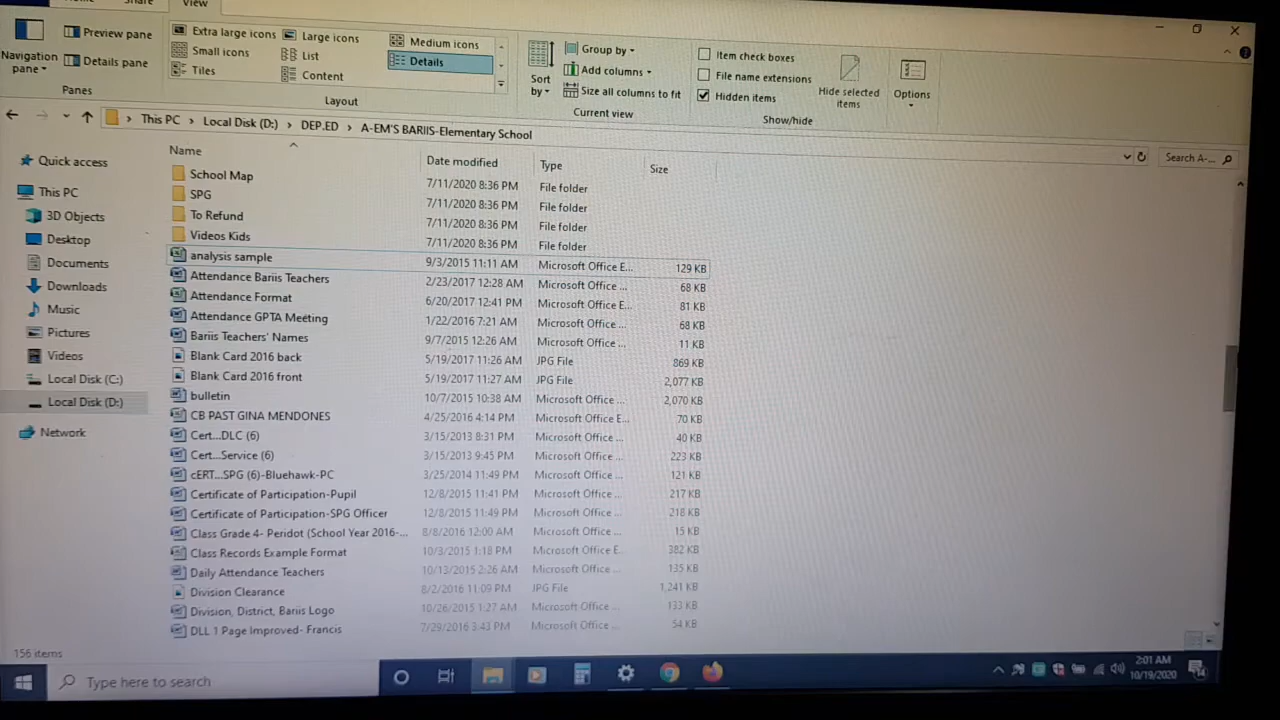 Home Share View
Navigation pane
Preview pane
Details pane
Panes
Extra large icons Large icons Medium icons
Small icons List Details
Tiles Content
Layout
Sort by
Group by
Add columns
Size all columns to fit
Current view
Item check boxes
File name extensions
Hidden items
Hide selected items
Show/hide
Options
This PC > Local Disk (D:) > DEP.ED > A-EM'S BARIIS-Elementary School
Search A-...
Quick access
This PC
3D Objects
Desktop
Documents
Downloads
Music
Pictures
Videos
Local Disk (C:)
Local Disk (D:)
Network
Name Date modified Type Size
School Map 7/11/2020 8:36 PM File folder
SPG 7/11/2020 8:36 PM File folder
To Refund 7/11/2020 8:36 PM File folder
Videos Kids 7/11/2020 8:36 PM File folder
analysis sample 9/3/2015 11:11 AM Microsoft Office E... 129 KB
Attendance Bariis Teachers 2/23/2017 12:28 AM Microsoft Office ... 68 KB
Attendance Format 6/20/2017 12:41 PM Microsoft Office E... 81 KB
Attendance GPTA Meeting 1/22/2016 7:21 AM Microsoft Office ... 68 KB
Bariis Teachers' Names 9/7/2015 12:26 AM Microsoft Office ... 11 KB
Blank Card 2016 back 5/19/2017 11:26 AM JPG File 869 KB
Blank Card 2016 front 5/19/2017 11:27 AM JPG File 2,077 KB
bulletin 10/7/2015 10:38 AM Microsoft Office ... 2,070 KB
CB PAST GINA MENDONES 4/25/2016 4:14 PM Microsoft Office E... 70 KB
Cert...DLC (6) 3/15/2013 8:31 PM Microsoft Office ... 40 KB
Cert...Service (6) 3/15/2013 9:45 PM Microsoft Office ... 223 KB
cERT...SPG (6)-Bluehawk-PC 3/25/2014 11:49 PM Microsoft Office ... 121 KB
Certificate of Participation-Pupil 12/8/2015 11:41 PM Microsoft Office ... 217 KB
Certificate of Participation-SPG Officer 12/8/2015 11:49 PM Microsoft Office ... 218 KB
Class Grade 4- Peridot (School Year 2016-... 8/8/2016 12:00 AM Microsoft Office ... 15 KB
Class Records Example Format 10/3/2015 1:18 PM Microsoft Office E... 382 KB
Daily Attendance Teachers 10/13/2015 2:26 AM Microsoft Office ... 135 KB
Division Clearance 8/2/2016 11:09 PM JPG File 1,241 KB
Division, District, Bariis Logo 10/26/2015 1:27 AM Microsoft Office ... 133 KB
DLL 1 Page Improved- Francis 7/29/2016 3:43 PM Microsoft Office ... 54 KB
156 items
Type here to search
2:01 AM
10/19/2020